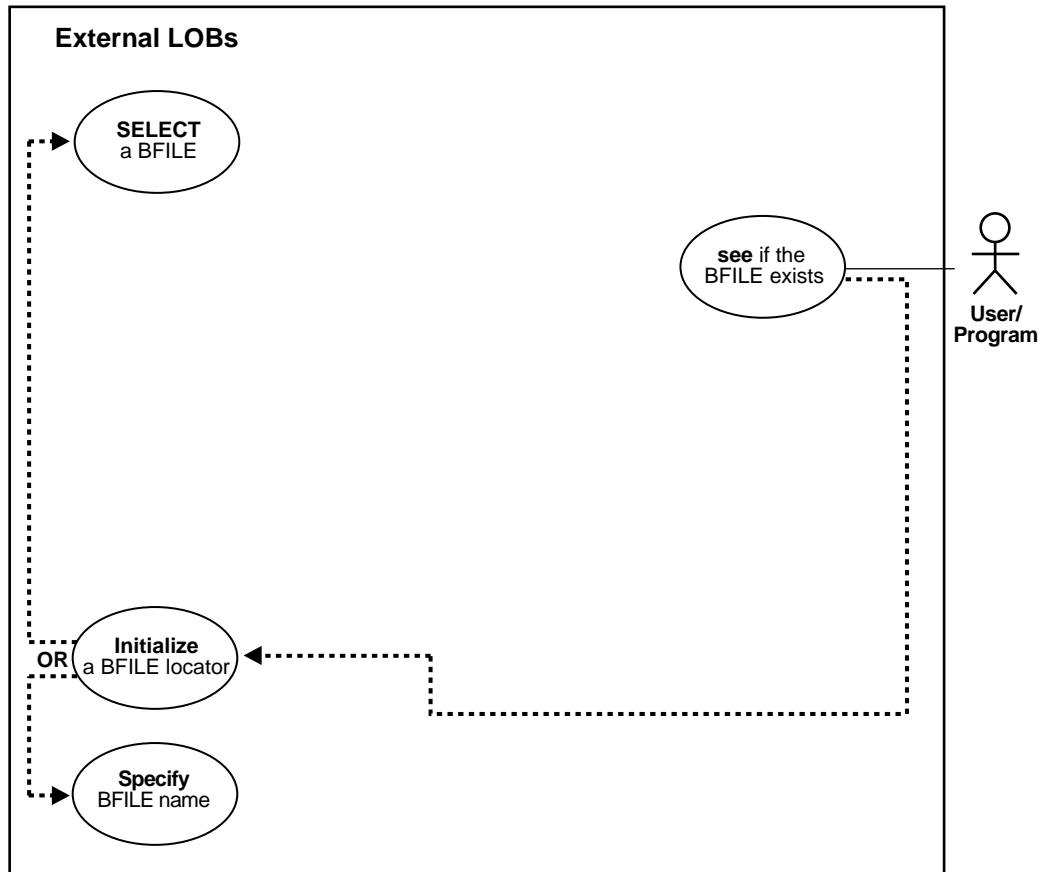 External LOBs
SELECT
a BFILE
see if the
BFILE exists
User/
Program
Initialize
a BFILE locator
OR
Specify
BFILE name